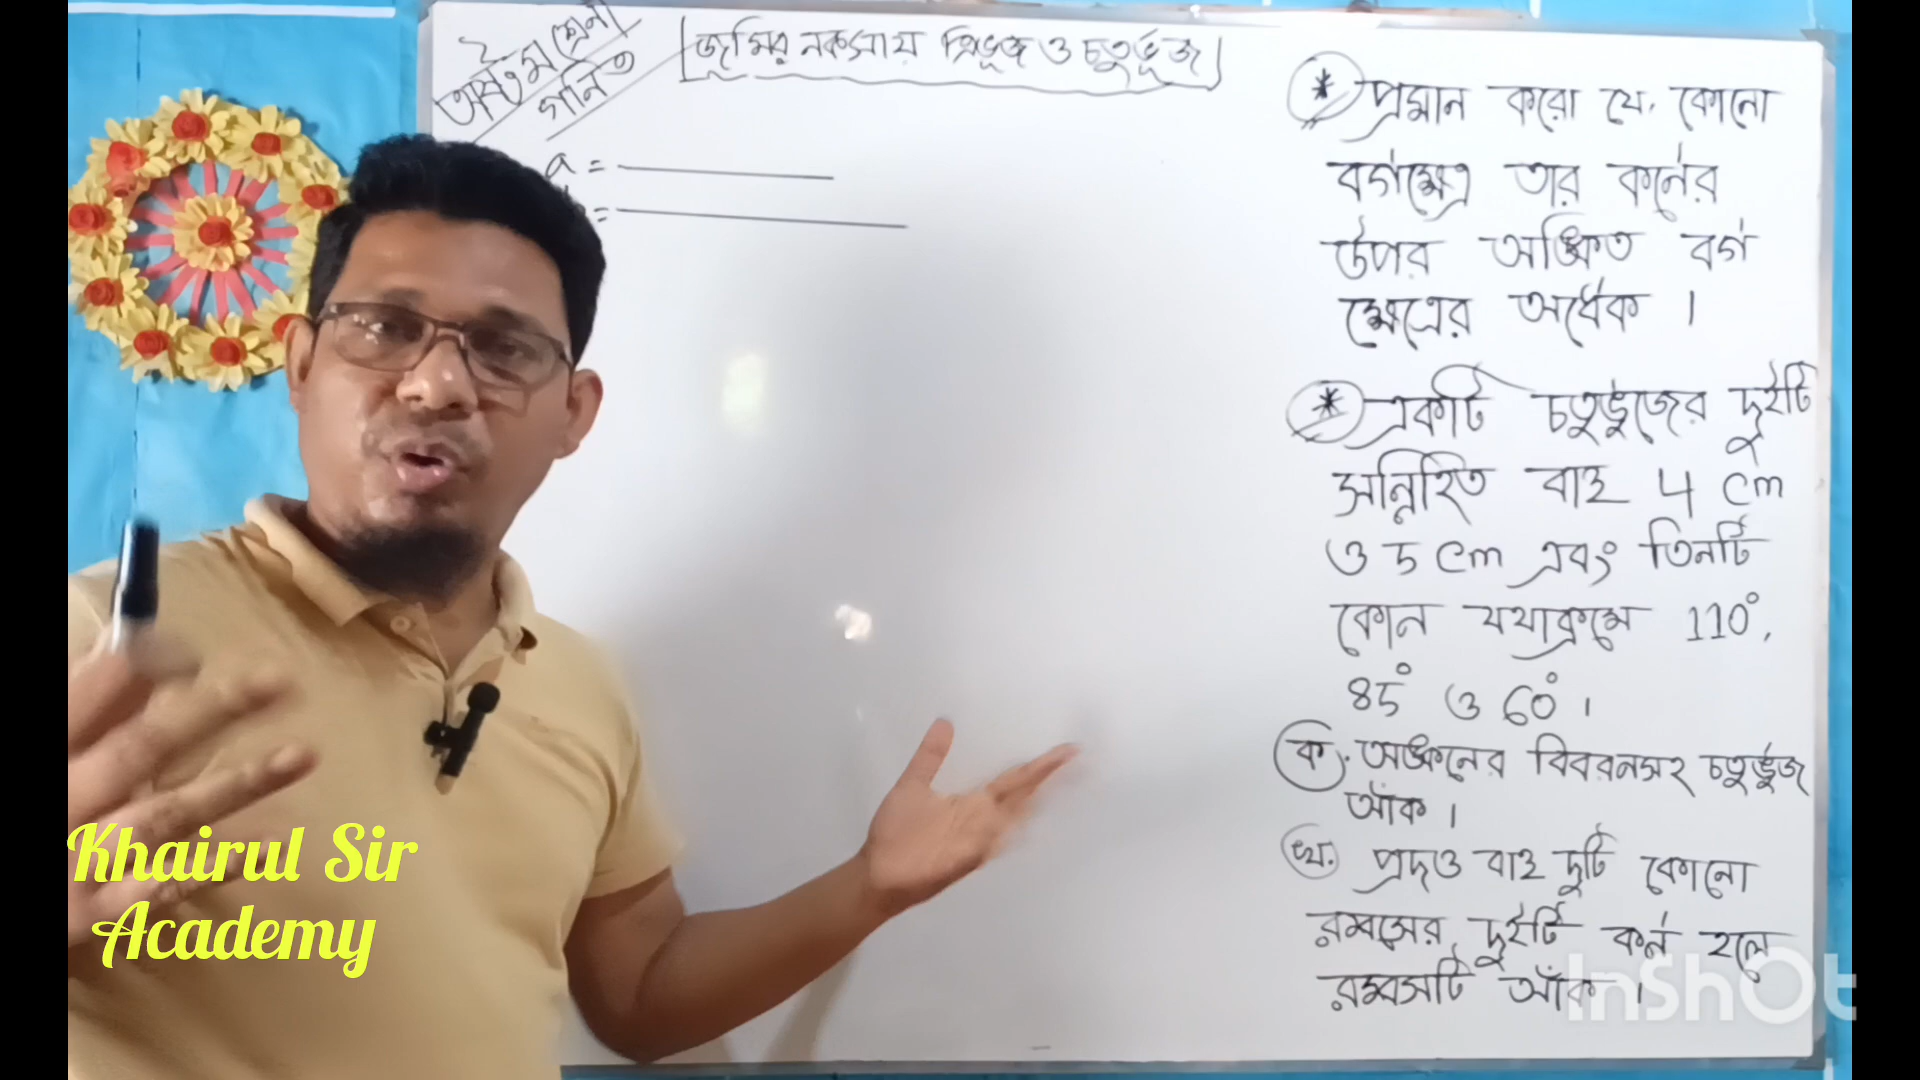 অষ্টম শ্রেনী
গনিত
জমির নকসায় ত্রিভূজ ও চতুর্ভূজ
a =
=
* প্রমান করো যে, কোনো
বর্গক্ষেত্র তার কর্নের
উপর অঙ্কিত বর্গ
ক্ষেত্রের অর্ধেক ।
* একটি চতুর্ভুজের দুইটি
সন্নিহিত বাহু 4 cm
ও 5 cm এবং তিনটি
কোন যথাক্রমে 110°,
85° ও 60° ।
ক. অঙ্কনের বিবরনসহ চতুর্ভুজ
আঁক ।
খ. প্রদত্ত বাহু দুটি কোনো
রম্বসের দুইটি কর্ন হলে
রম্বসটি আঁক ।
Khairul Sir
Academy
InShOt